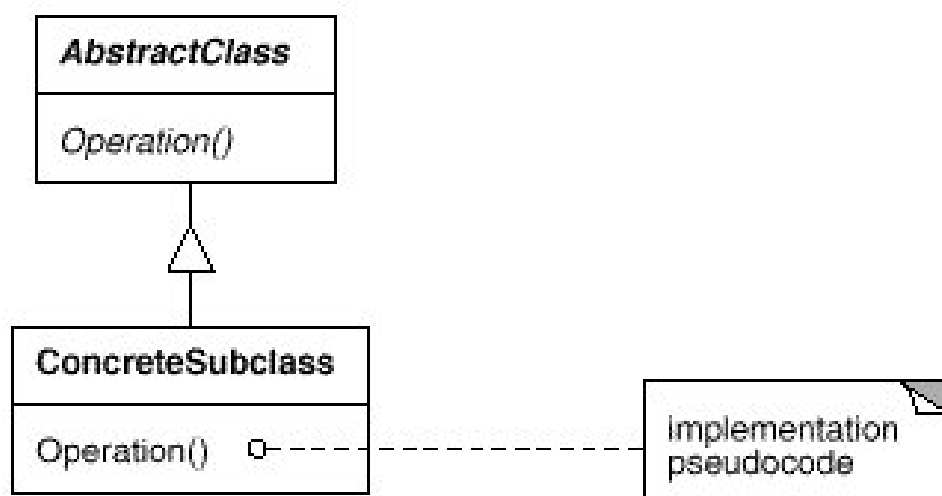 AbstractClass
Operation()
ConcreteSubclass
Operation()
implementation
pseudocode